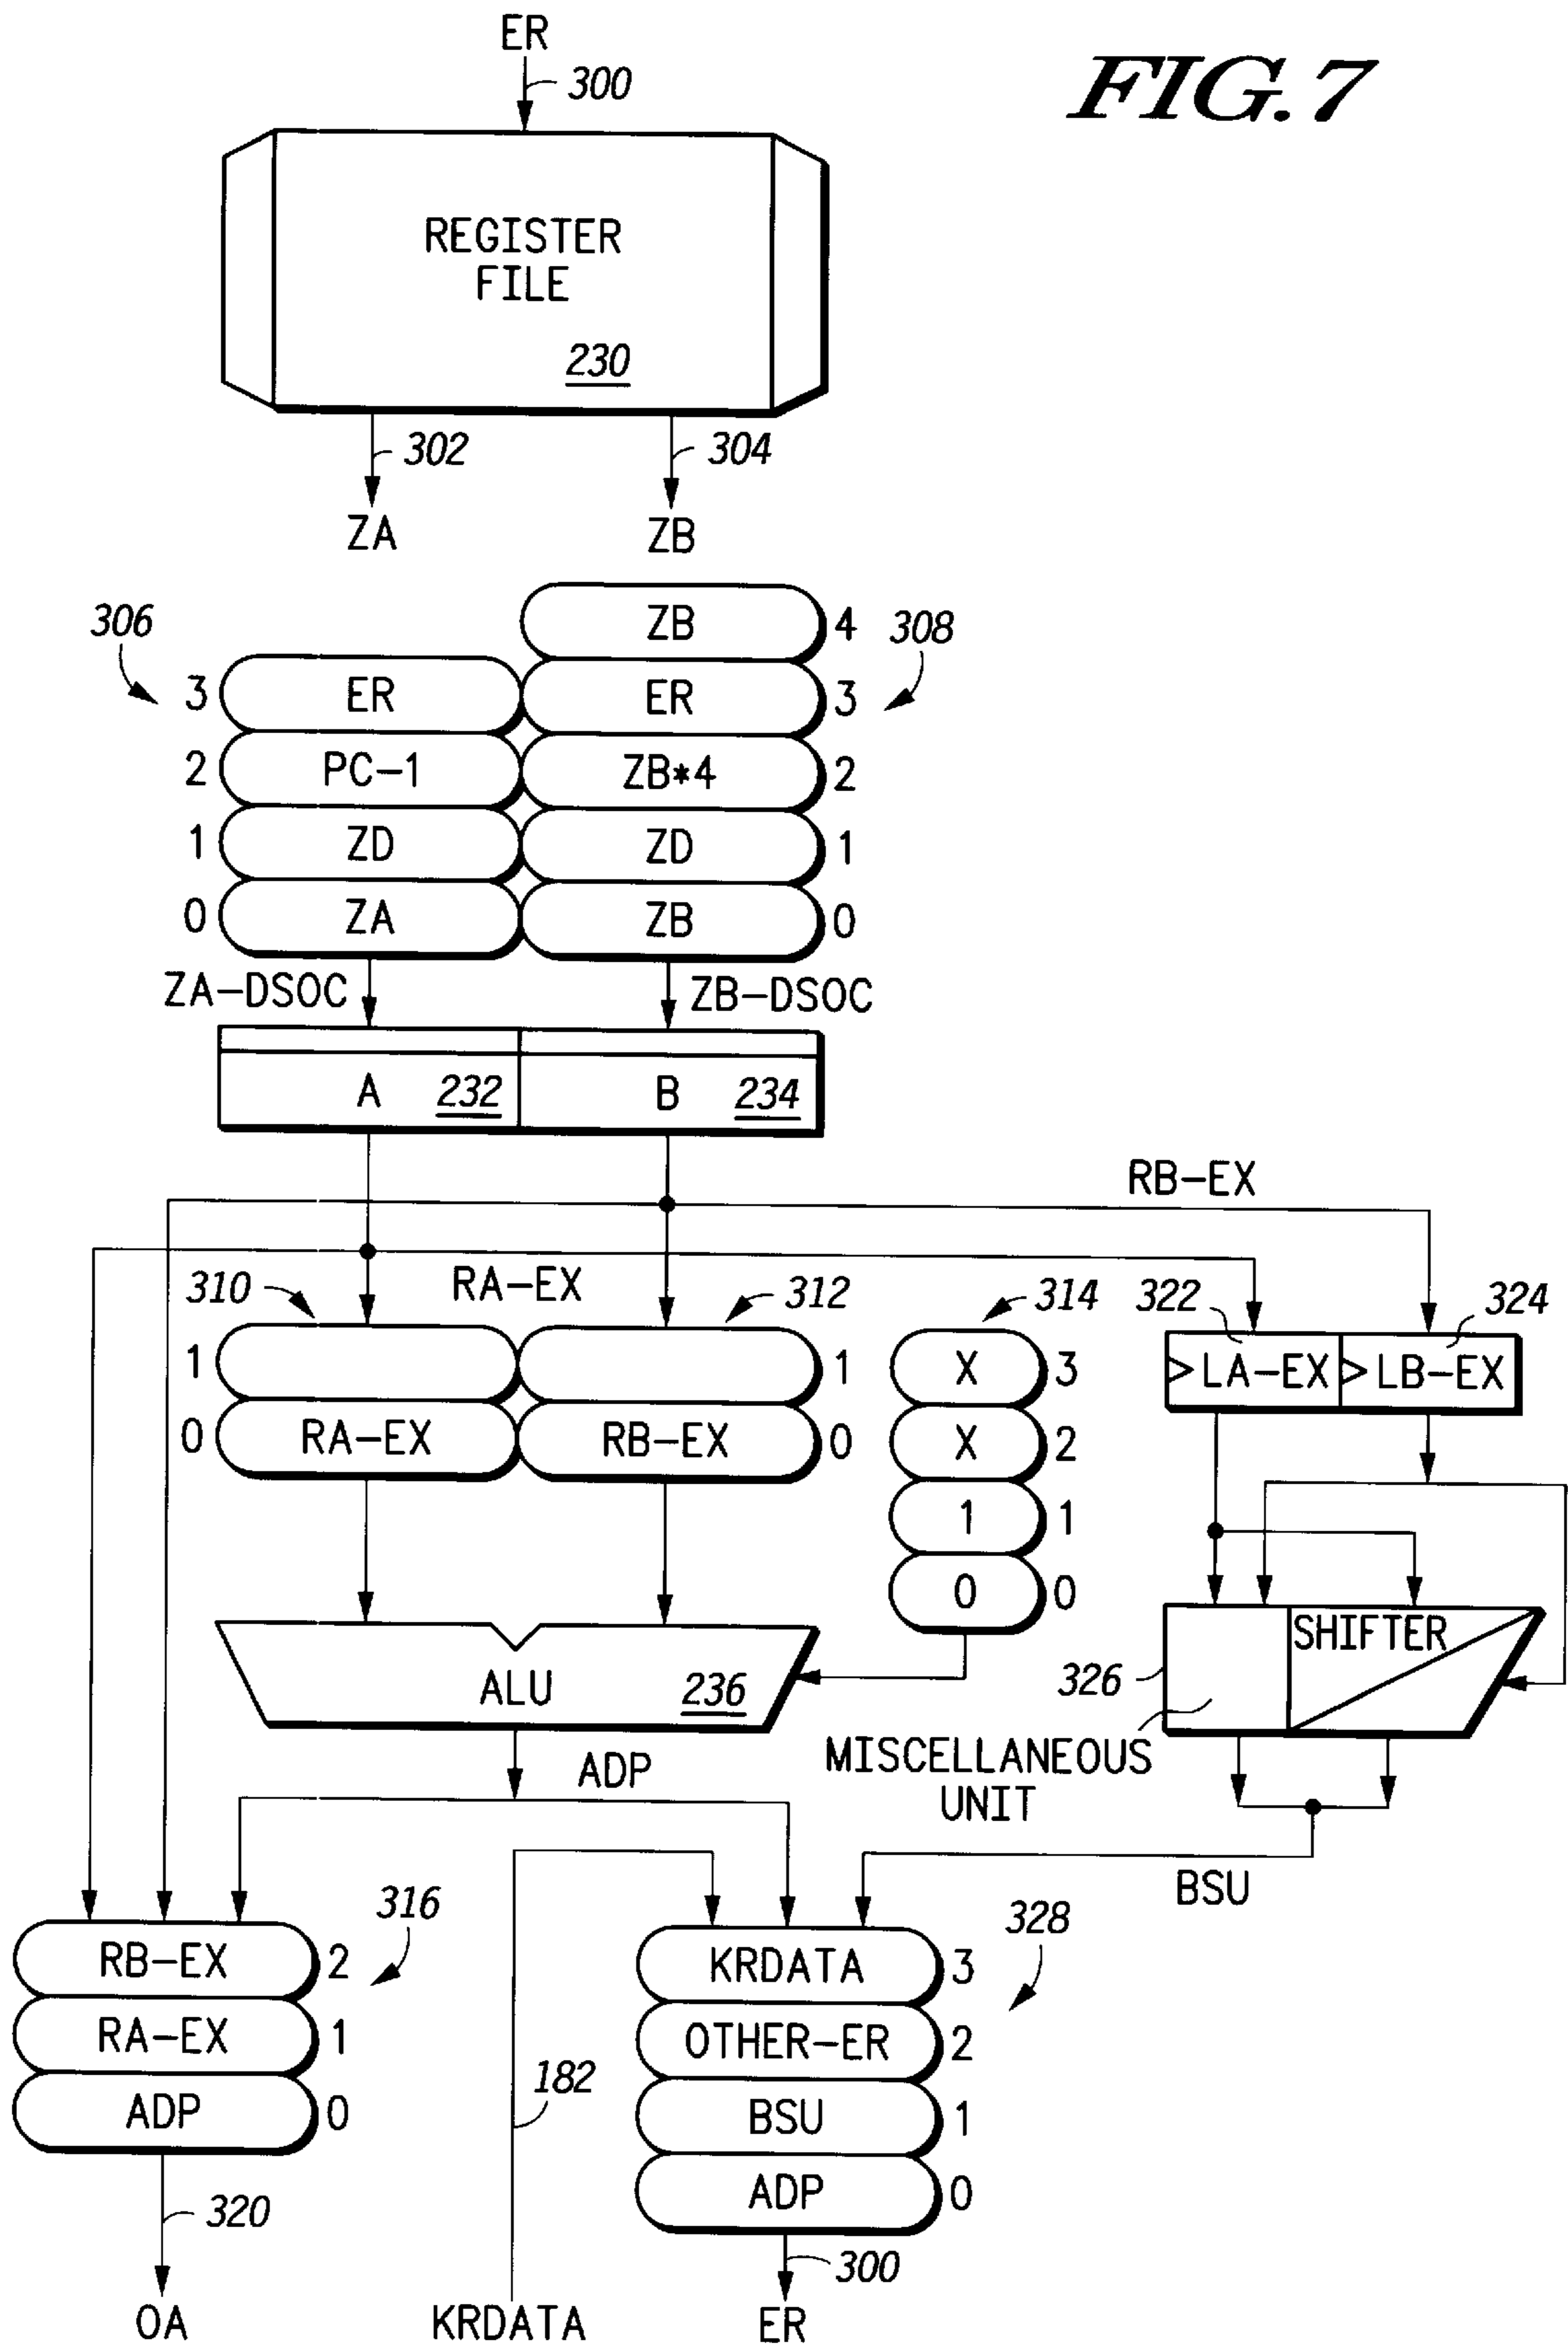 ER
300
FIG. 7
REGISTER
FILE
230
302
304
ZA
ZB
ZB 4
306
308
3 ER
ER 3
2 PC-1
ZB*4 2
1 ZD
ZD 1
0 ZA
ZB 0
ZA-DSOC
ZB-DSOC
A 232
B 234
RB-EX
RA-EX
310
312
314
322
324
1
1
X 3
>LA-EX
>LB-EX
0 RA-EX
RB-EX 0
X 2
1 1
0 0
SHIFTER
326
ALU 236
MISCELLANEOUS
UNIT
ADP
BSU
316
328
RB-EX 2
KRDATA 3
RA-EX 1
OTHER-ER 2
ADP 0
182
BSU 1
ADP 0
320
300
OA
KRDATA
ER